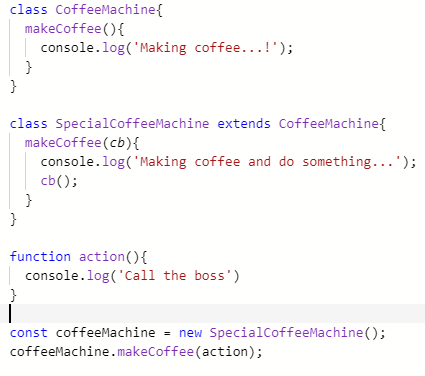 class CoffeeMachine{
  makeCoffee(){
    console.log('Making coffee...!');
  }
}

class SpecialCoffeeMachine extends CoffeeMachine{
  makeCoffee(cb){
    console.log('Making coffee and do something...');
    cb();
  }
}

function action(){
  console.log('Call the boss')
}

const coffeeMachine = new SpecialCoffeeMachine();
coffeeMachine.makeCoffee(action);